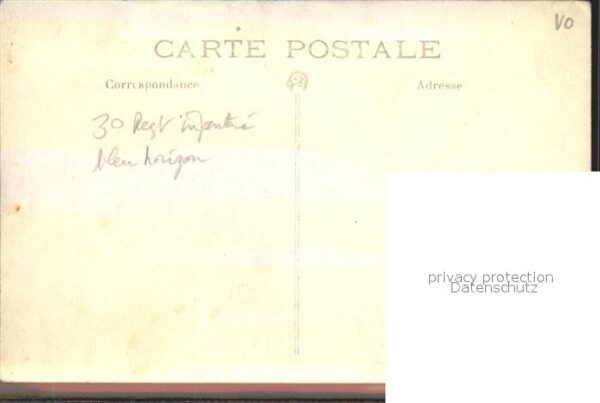 VO
CARTE POSTALE
Correspondance Adresse
30 Regt infanterie
bleu horizon
privacy protection
Datenschutz